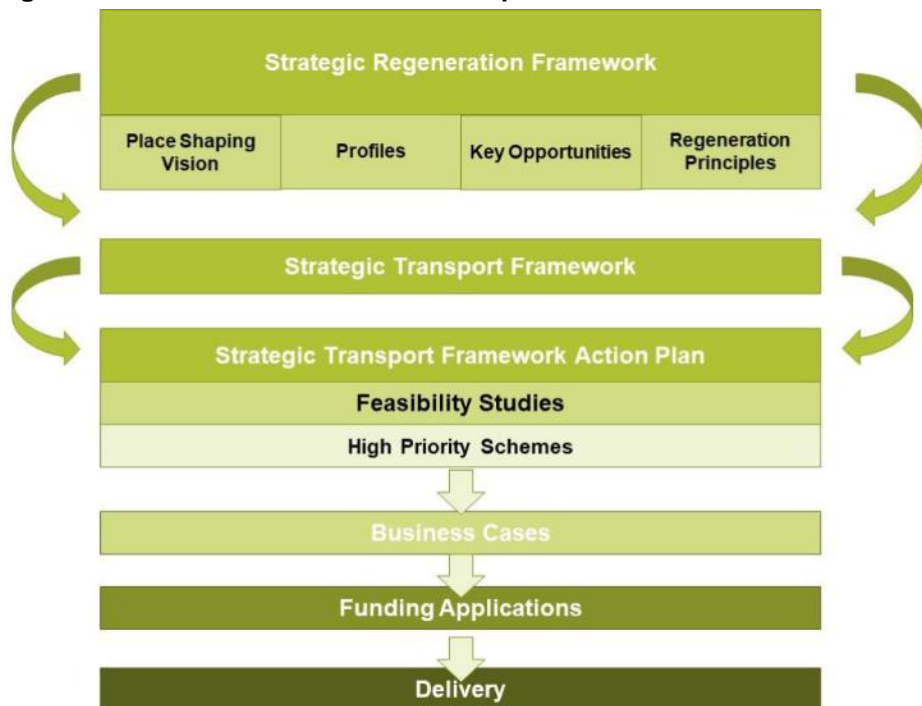 Strategic Regeneration Framework
Place Shaping
Vision
Profiles
Key Opportunities
Regeneration
Principles
Strategic Transport Framework
Strategic Transport Framework Action Plan
Feasibility Studies
High Priority Schemes
Business Cases
Funding Applications
Delivery